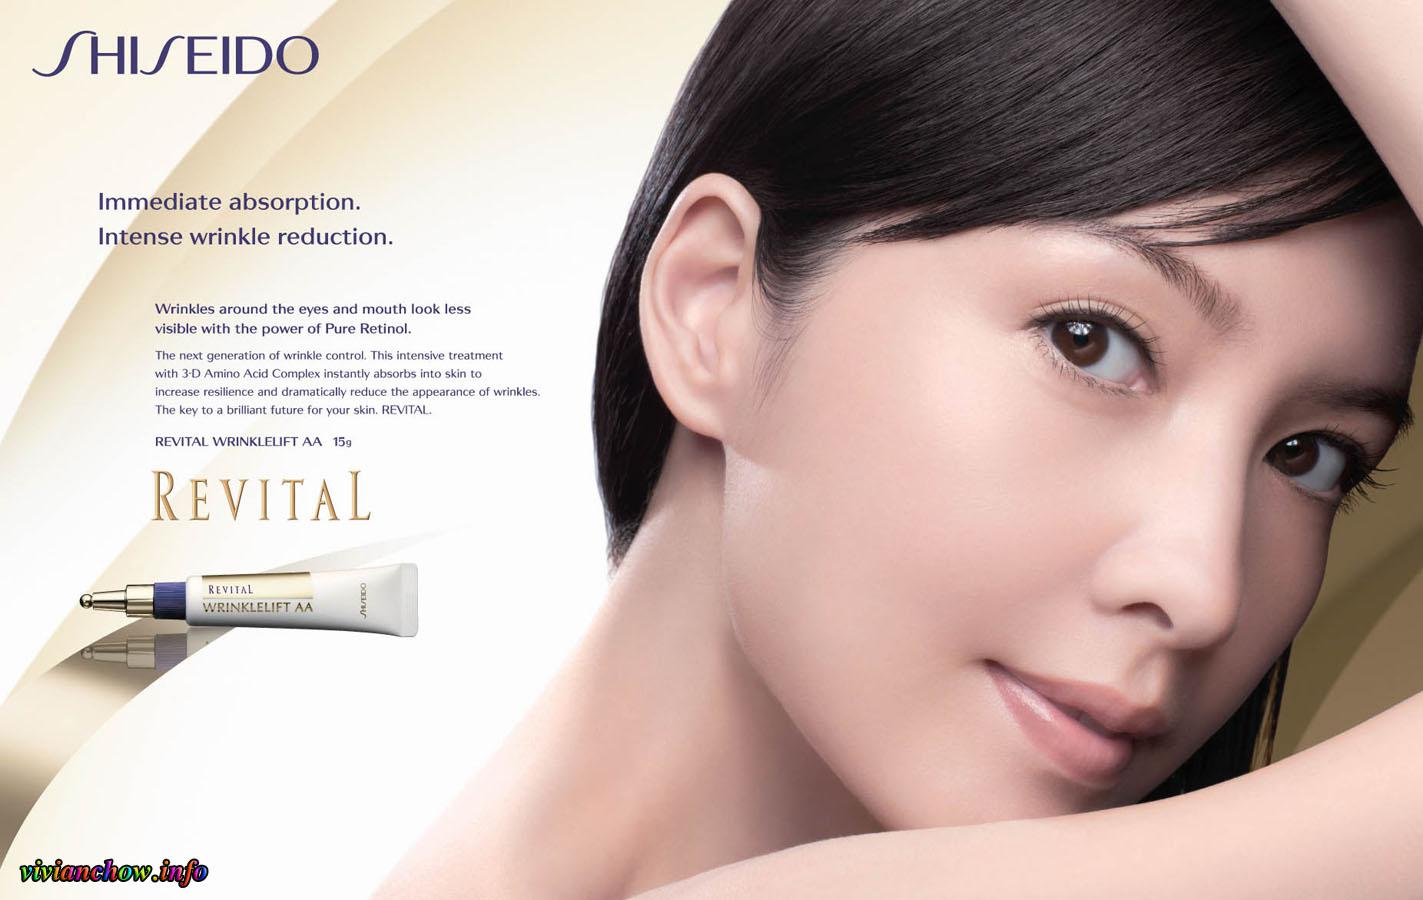 SHISEIDO
Immediate absorption.
Intense wrinkle reduction.
Wrinkles around the eyes and mouth look less
visible with the power of Pure Retinol.
The next generation of wrinkle control. This intensive treatment
with 3-D Amino Acid Complex instantly absorbs into skin to
increase resilience and dramatically reduce the appearance of wrinkles.
The key to a brilliant future for your skin. REVITAL.
REVITAL WRINKLELIFT AA 15g
REVITAL
REVITAL
WRINKLELIFT AA
SHISEIDO
vivianchow.info